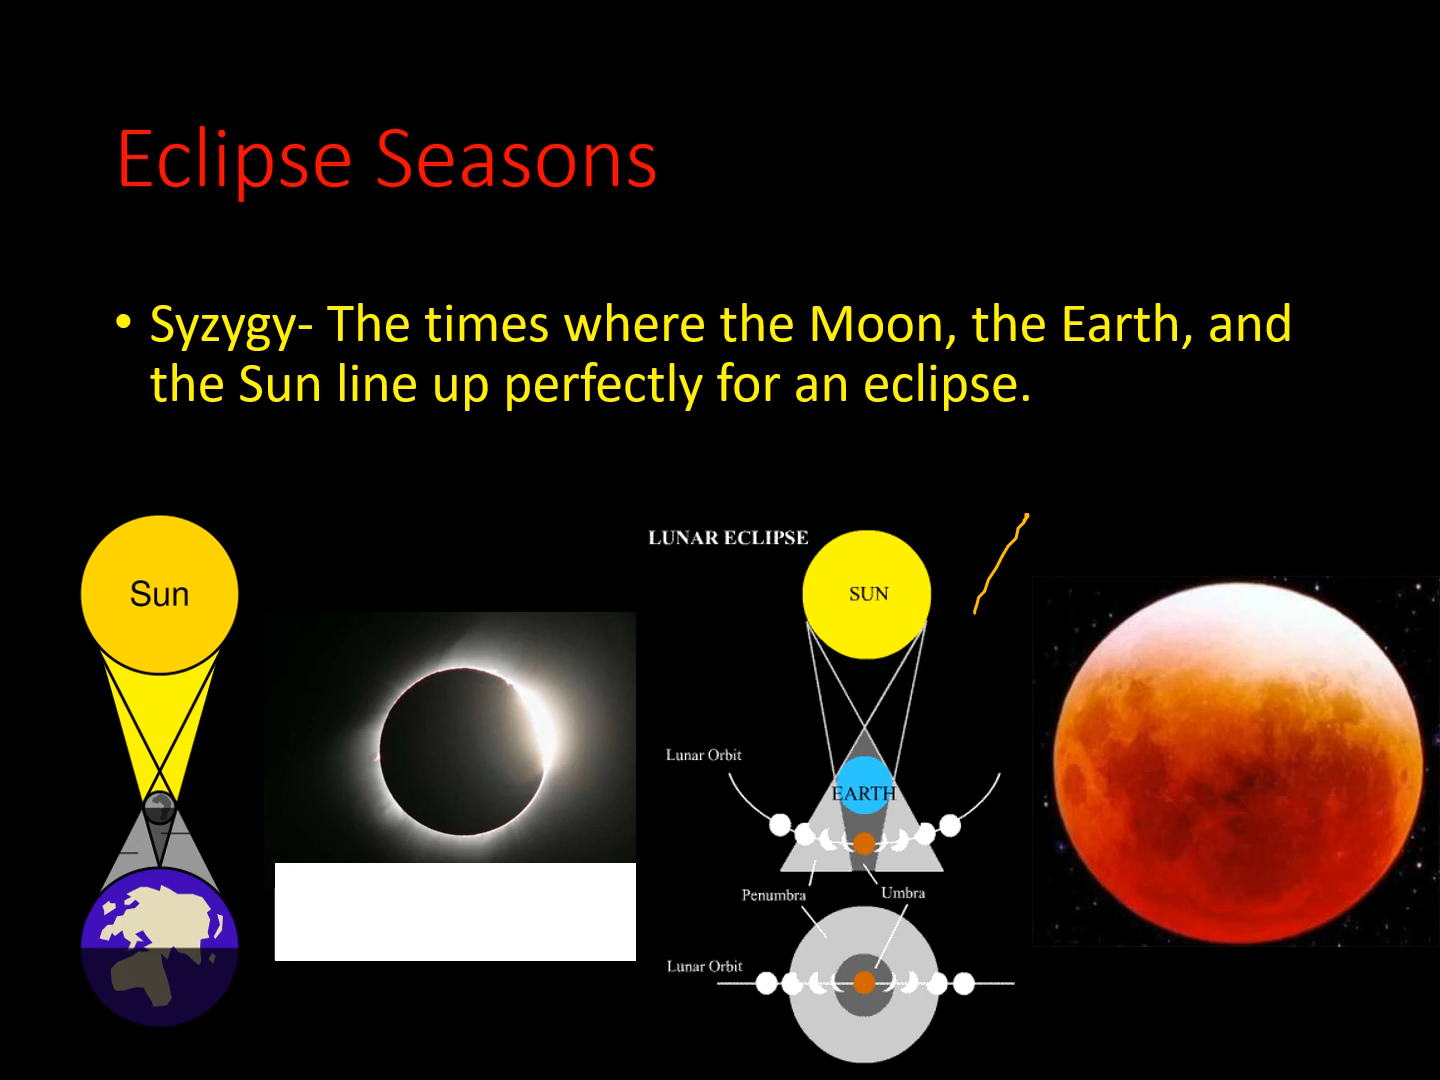 Eclipse Seasons
• Syzygy- The times where the Moon, the Earth, and
the Sun line up perfectly for an eclipse.
Sun
LUNAR ECLIPSE
SUN
Lunar Orbit
EARTH
Penumbra
Umbra
Lunar Orbit